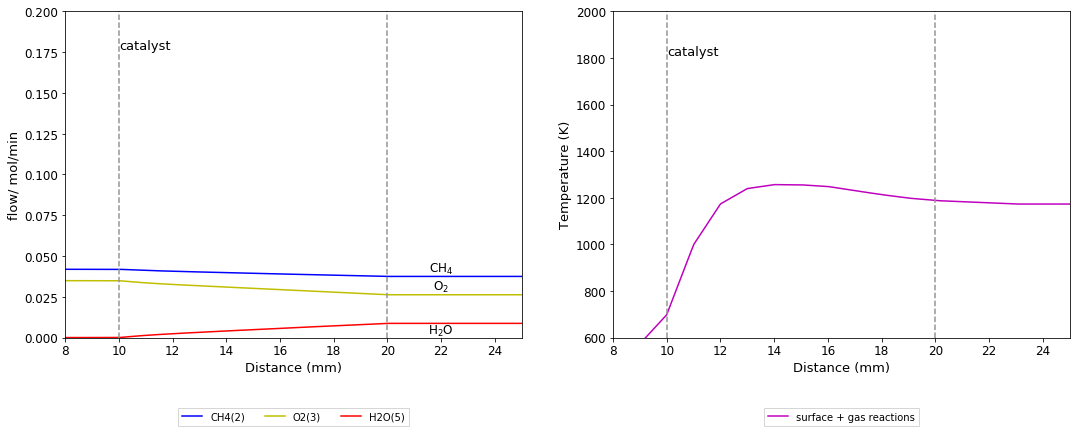 0.200
0.175
0.150
0.125
0.100
0.075
0.050
0.025
0.000
flow/ mol/min
catalyst
CH₄
O₂
H₂O
8 10 12 14 16 18 20 22 24
Distance (mm)
CH4(2) O2(3) H2O(5)
2000
1800
1600
1400
1200
1000
800
600
Temperature (K)
catalyst
8 10 12 14 16 18 20 22 24
Distance (mm)
surface + gas reactions